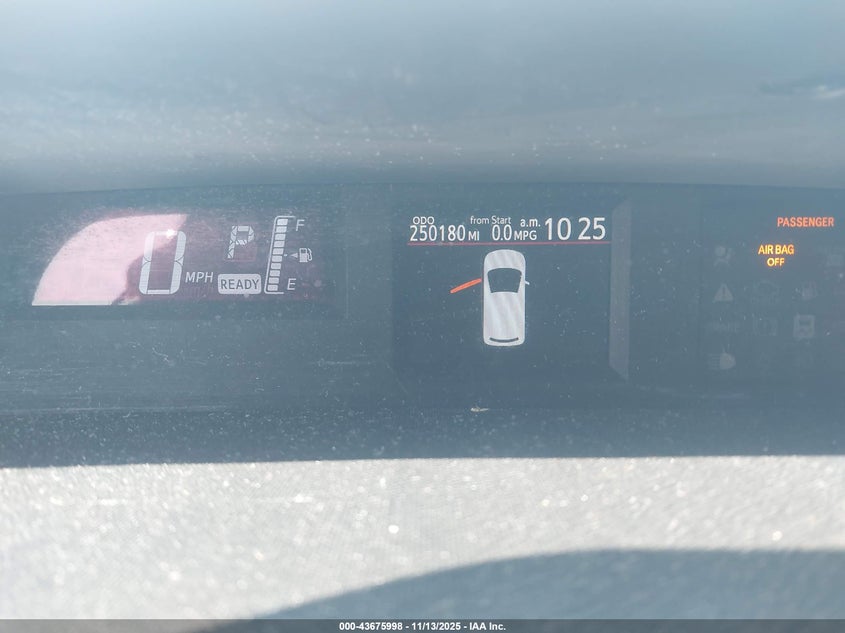 0 MPH
P
READY
F
E
ODO from Start a.m.
250180 MI 0.0 MPG 10 25
PASSENGER
AIR BAG
OFF
000-43675998 - 11/13/2025 - IAA Inc.